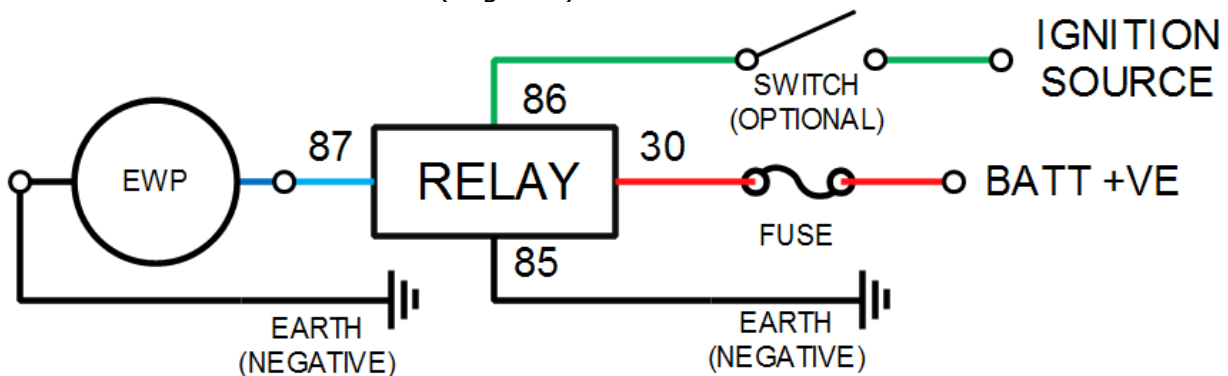 IGNITION
SOURCE
SWITCH
(OPTIONAL)
86
87
30
EWP
RELAY
BATT +VE
FUSE
85
EARTH
(NEGATIVE)
EARTH
(NEGATIVE)